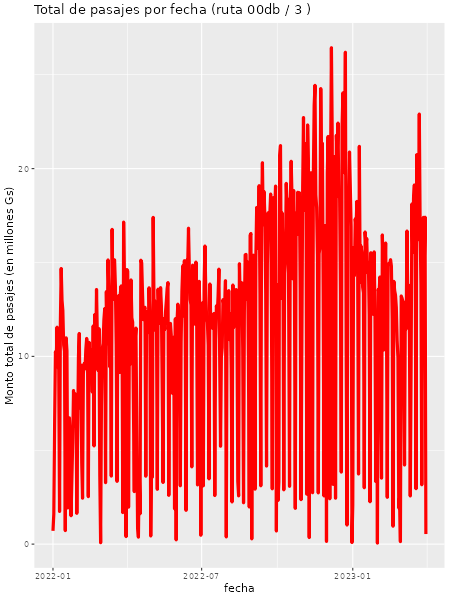 Total de pasajes por fecha (ruta 00db / 3 )
Monto total de pasajes (en millones Gs)
20
10
0
2022-01
2022-07
2023-01
fecha